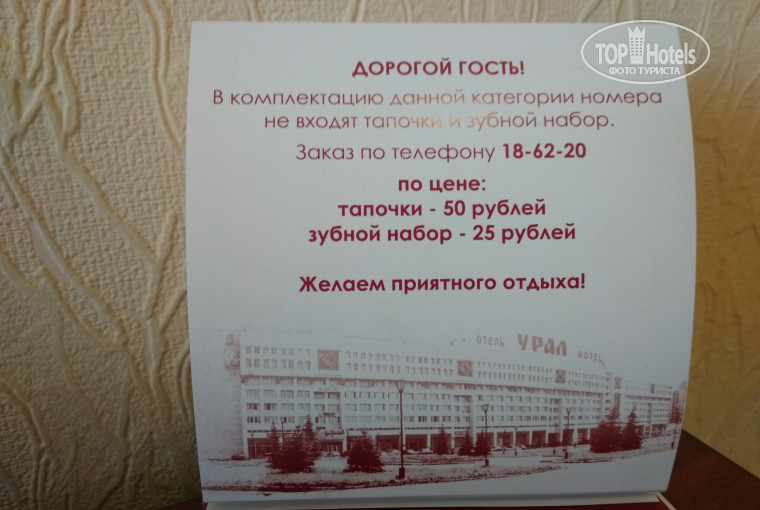 TOP Hotels
ФОТО ТУРИСТА
ДОРОГОЙ ГОСТЬ!
В комплектацию данной категории номера
не входят тапочки и зубной набор.
Заказ по телефону 18-62-20
по цене:
тапочки - 50 рублей
зубной набор - 25 рублей
Желаем приятного отдыха!
ОТЕЛЬ УРАЛ HOTEL